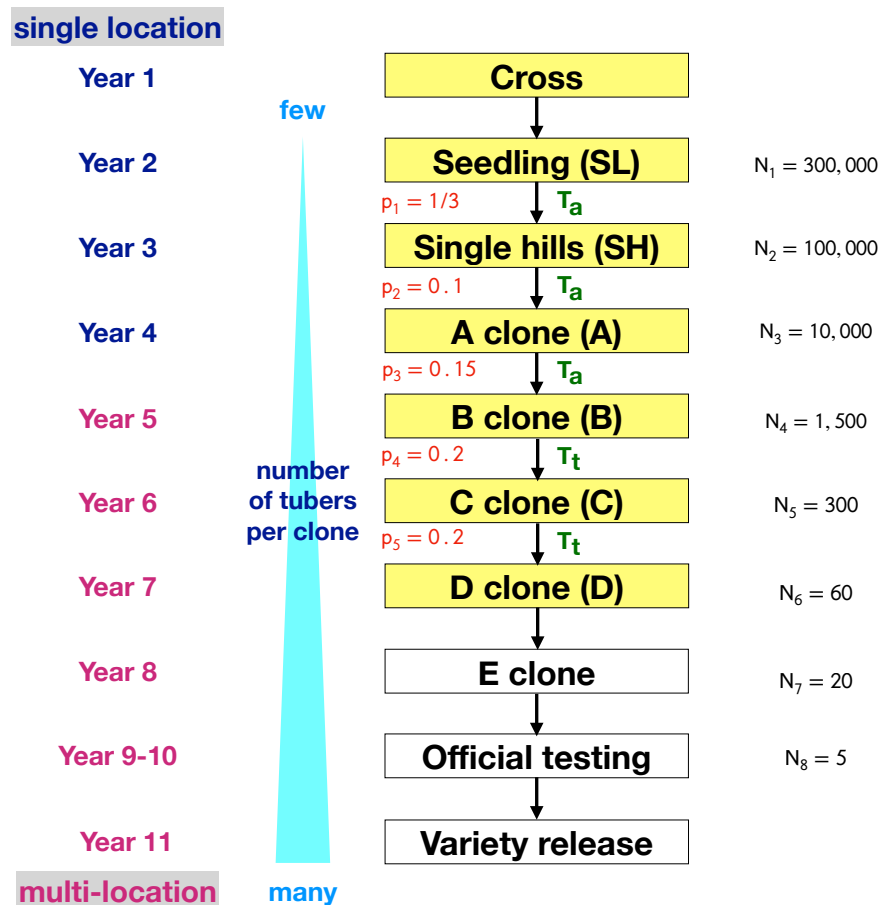 single location
Year 1
Cross
few
Year 2
Seedling (SL)
N₁ = 300,000
p₁ = 1/3
Tₐ
Year 3
Single hills (SH)
N₂ = 100,000
p₂ = 0.1
Tₐ
Year 4
A clone (A)
N₃ = 10,000
p₃ = 0.15
Tₐ
Year 5
B clone (B)
N₄ = 1,500
p₄ = 0.2
Tₜ
number
of tubers
per clone
Year 6
C clone (C)
N₅ = 300
p₅ = 0.2
Tₜ
Year 7
D clone (D)
N₆ = 60
Year 8
E clone
N₇ = 20
Year 9-10
Official testing
N₈ = 5
Year 11
Variety release
multi-location
many